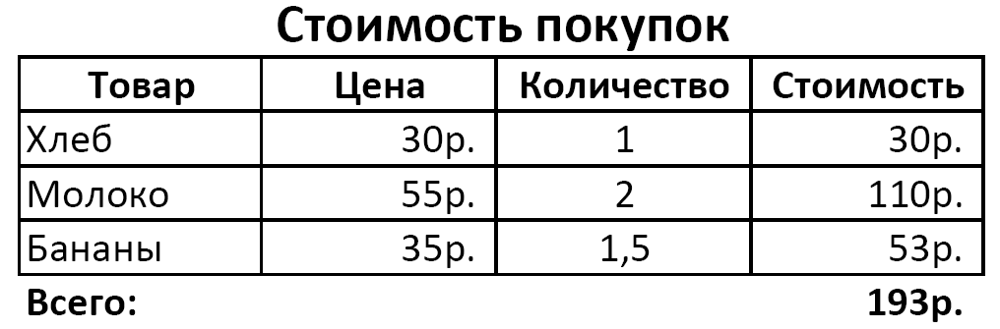 Стоимость покупок
Товар Цена Количество Стоимость
Хлеб 30р. 1 30р.
Молоко 55р. 2 110р.
Бананы 35р. 1,5 53р.
Всего: 193р.